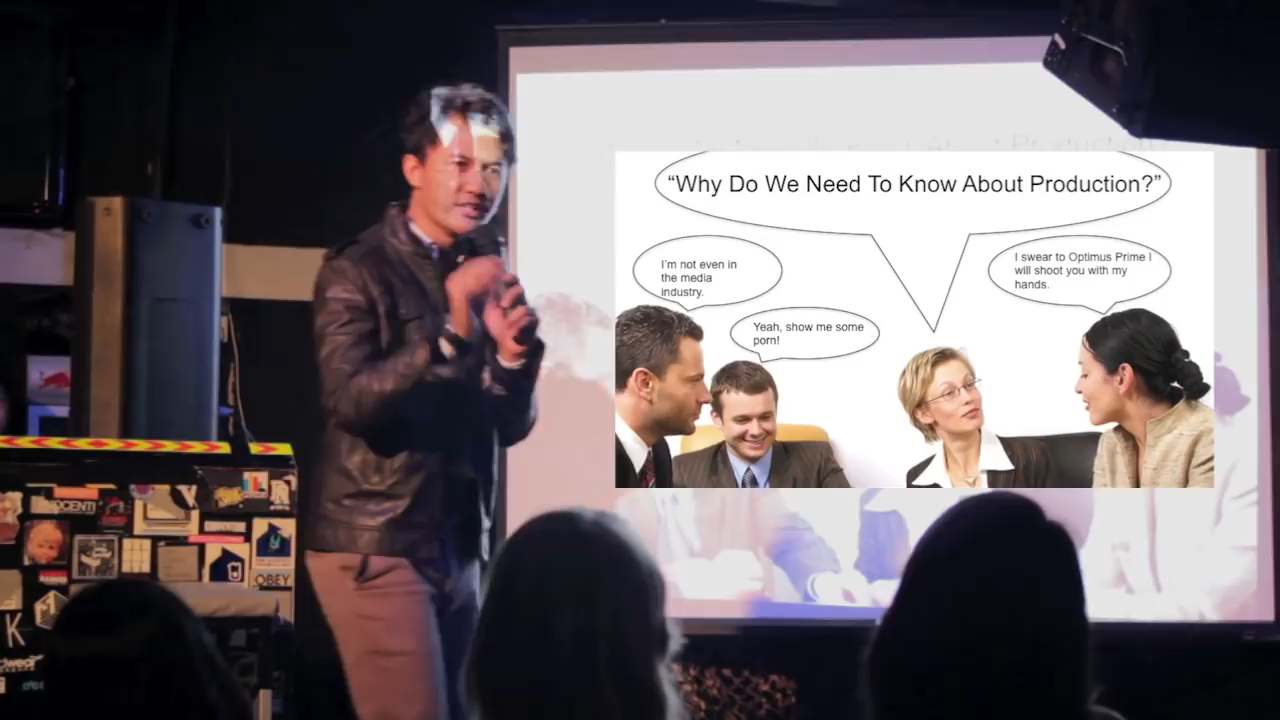 “Why Do We Need To Know About Production?”
I'm not even in
the media
industry.
Yeah, show me some
porn!
I swear to Optimus Prime I
will shoot you with my
hands.
OBEY
K